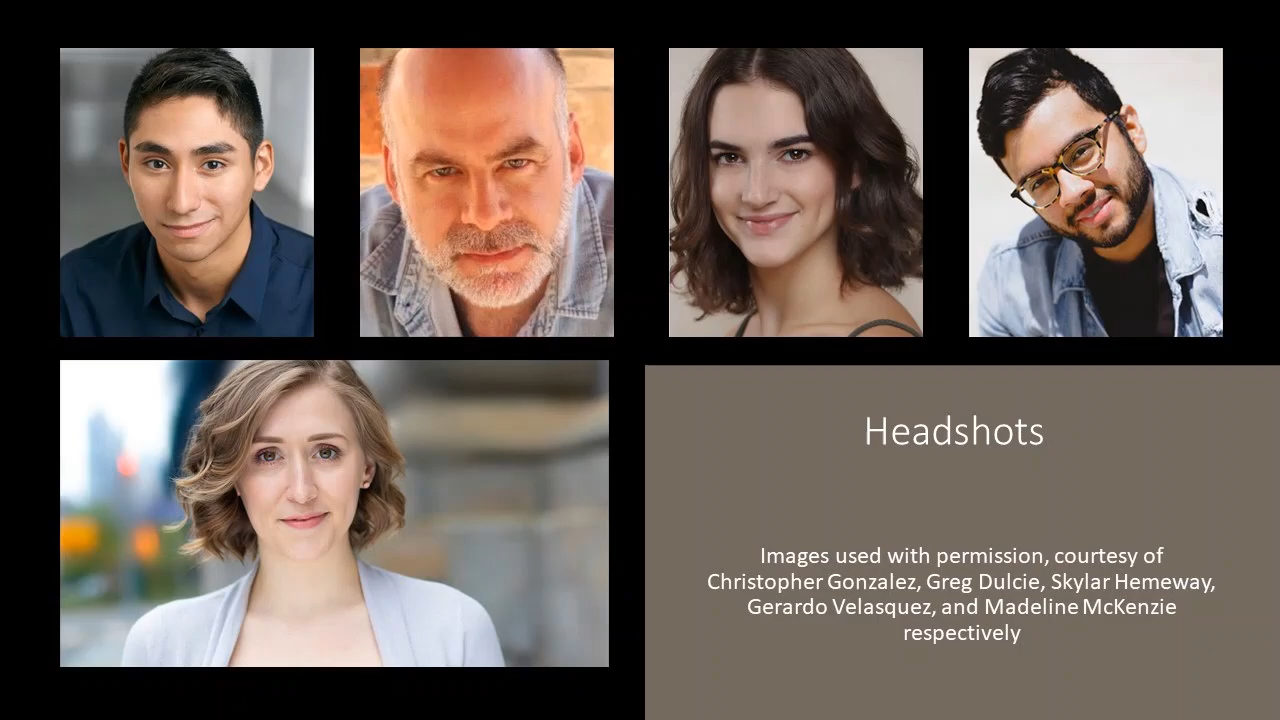 Headshots
Images used with permission, courtesy of
Christopher Gonzalez, Greg Dulcie, Skylar Hemeway,
Gerardo Velasquez, and Madeline McKenzie
respectively